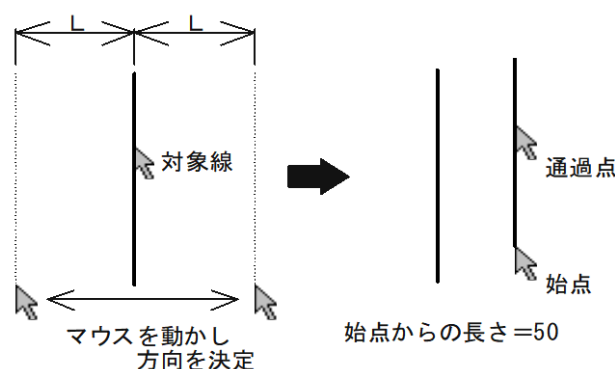 L
L
対象線
通過点
始点
マウスを動かし
方向を決定
始点からの長さ＝50